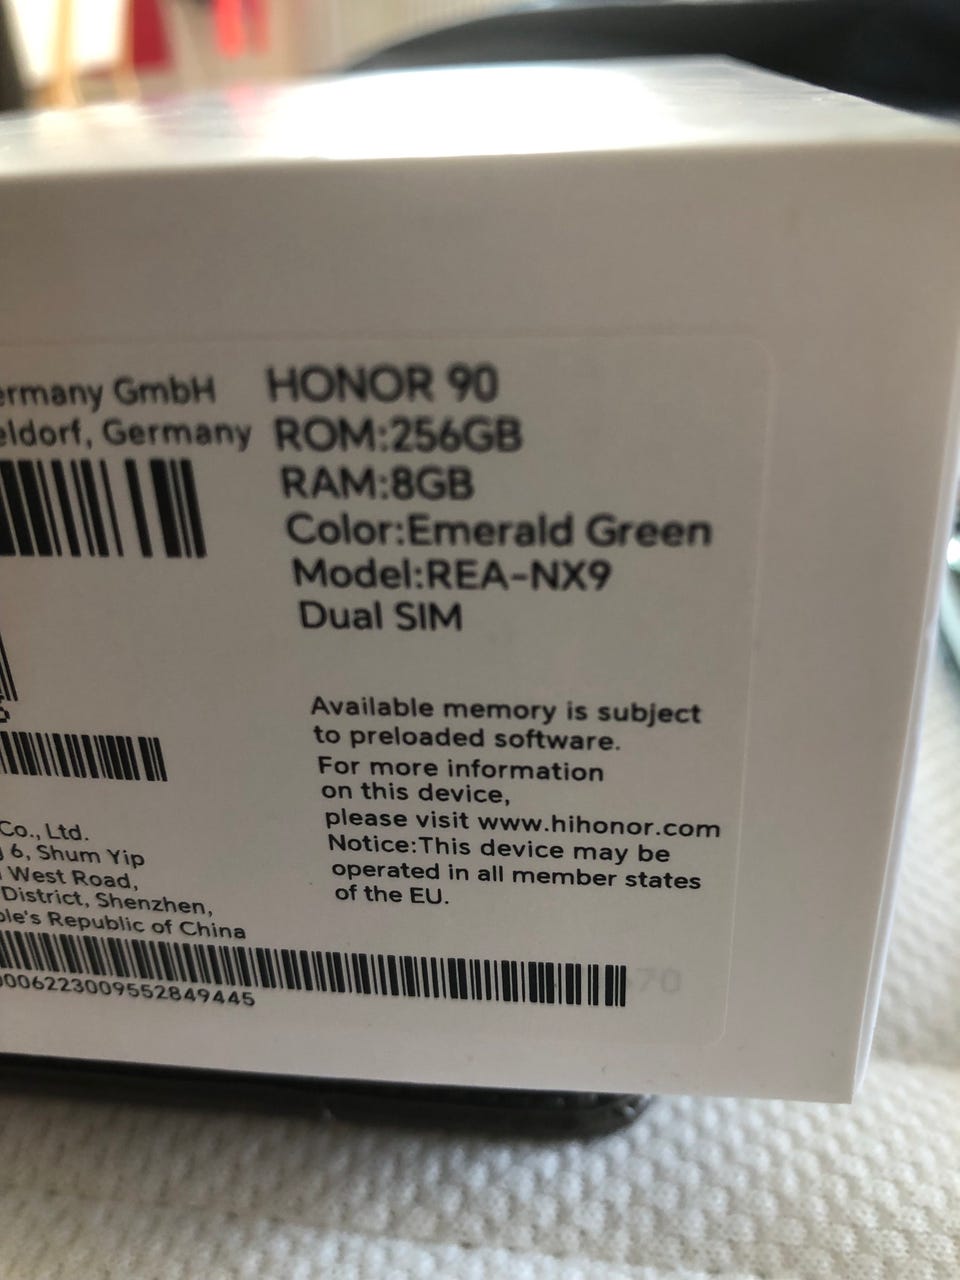 ermany GmbH
eldorf, Germany
HONOR 90
ROM:256GB
RAM:8GB
Color:Emerald Green
Model:REA-NX9
Dual SIM
Available memory is subject
to preloaded software.
For more information
on this device,
please visit www.hihonor.com
Notice:This device may be
operated in all member states
of the EU.
Co., Ltd.
6, Shum Yip
West Road,
District, Shenzhen,
ple's Republic of China
0006223009552849445
70